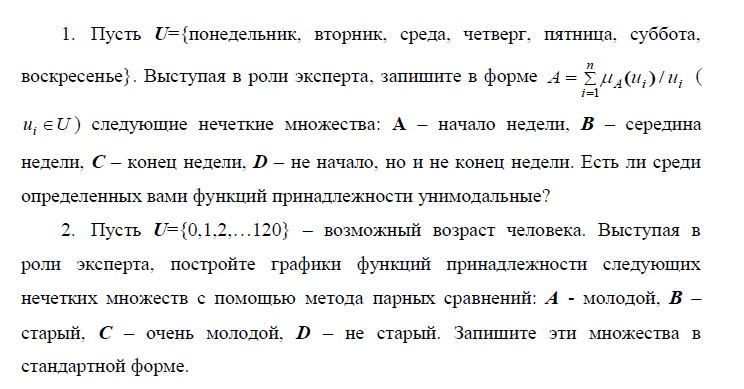 1. Пусть U={понедельник, вторник, среда, четверг, пятница, суббота,
воскресенье}. Выступая в роли эксперта, запишите в форме A = \sum_{i=1}^{n} μ_A(u_i) / u_i (
u_i ∈ U) следующие нечеткие множества: А – начало недели, B – середина
недели, C – конец недели, D – не начало, но и не конец недели. Есть ли среди
определенных вами функций принадлежности унимодальные?
2. Пусть U={0,1,2,…120} – возможный возраст человека. Выступая в
роли эксперта, постройте графики функций принадлежности следующих
нечетких множеств с помощью метода парных сравнений: A - молодой, B –
старый, C – очень молодой, D – не старый. Запишите эти множества в
стандартной форме.